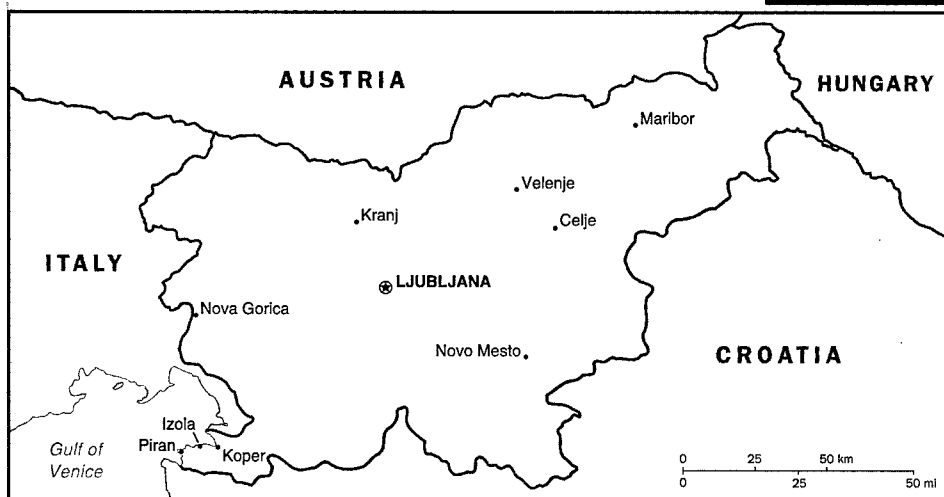 AUSTRIA
HUNGARY
Maribor
Velenje
Kranj
Celje
ITALY
LJUBLJANA
Nova Gorica
Novo Mesto
CROATIA
Izola
Gulf of
Venice
Piran
Koper
0 25 50 km
0 25 50 mi